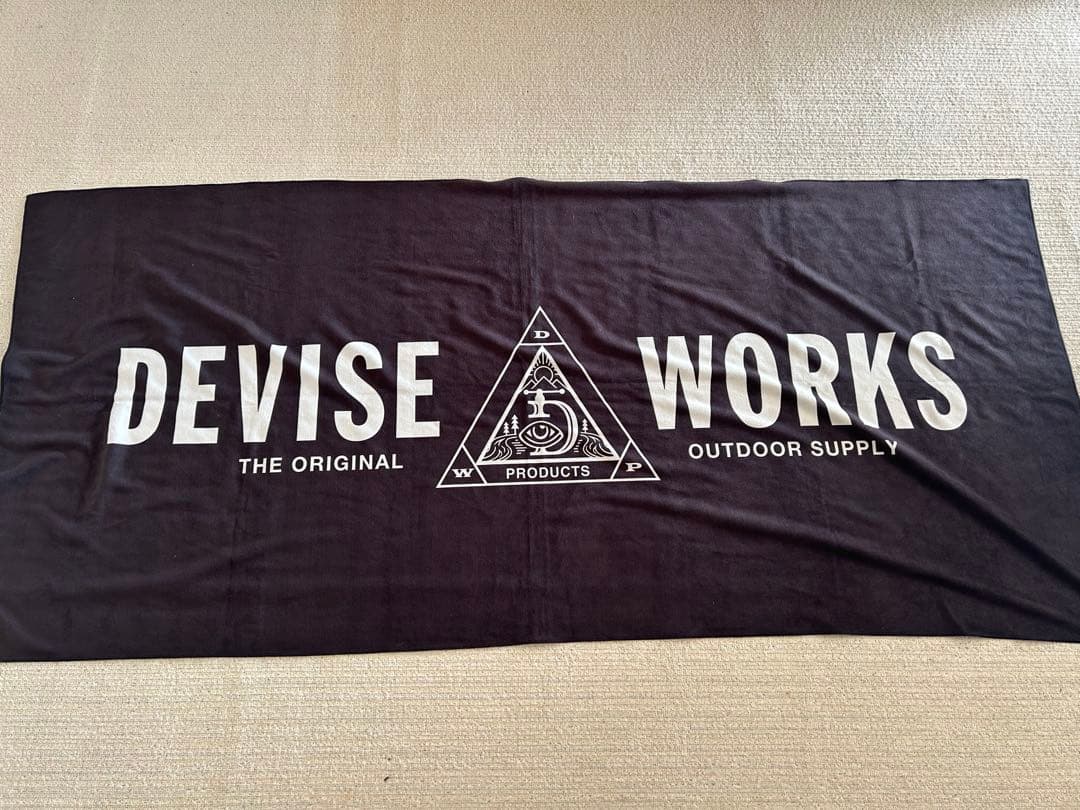 DEVISE WORKS
THE ORIGINAL
OUTDOOR SUPPLY
D
W PRODUCTS P